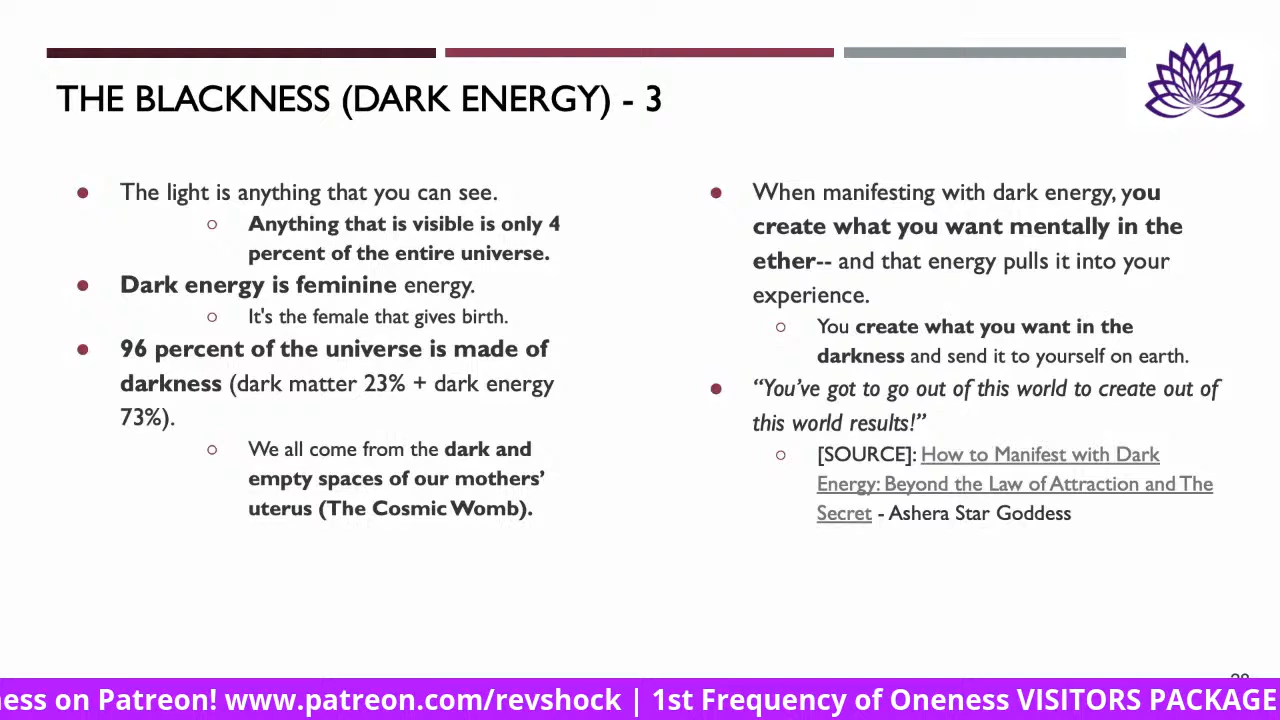 THE BLACKNESS (DARK ENERGY) - 3
● The light is anything that you can see.
○ Anything that is visible is only 4
percent of the entire universe.
● Dark energy is feminine energy.
○ It's the female that gives birth.
● 96 percent of the universe is made of
darkness (dark matter 23% + dark energy
73%).
○ We all come from the dark and
empty spaces of our mothers’
uterus (The Cosmic Womb).
● When manifesting with dark energy, you
create what you want mentally in the
ether-- and that energy pulls it into your
experience.
○ You create what you want in the
darkness and send it to yourself on earth.
● “You’ve got to go out of this world to create out of
this world results!”
○ [SOURCE]: How to Manifest with Dark
Energy: Beyond the Law of Attraction and The
Secret - Ashera Star Goddess
ness on Patreon! www.patreon.com/revshock | 1st Frequency of Oneness VISITORS PACKAGE